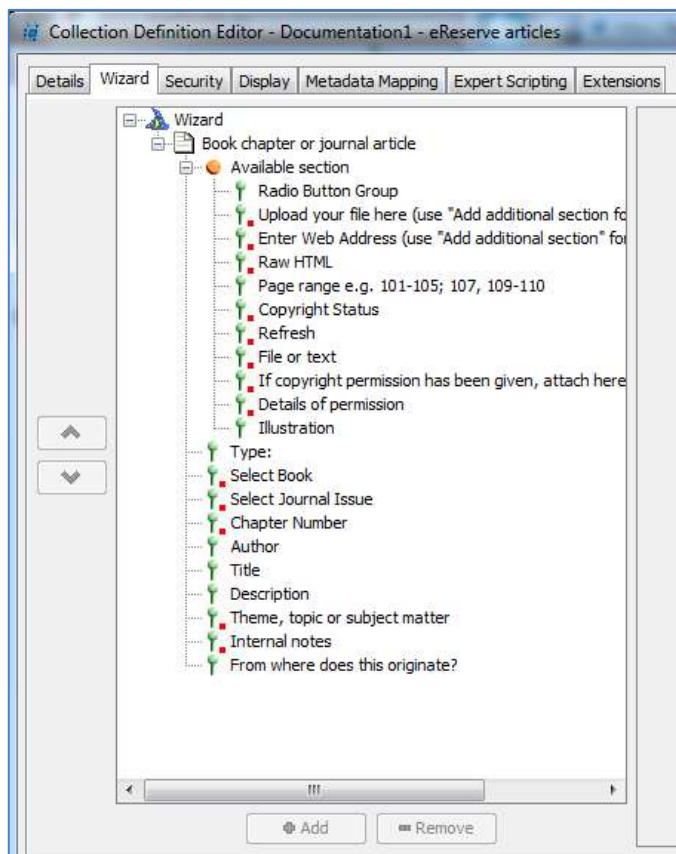 Collection Definition Editor - Documentation1 - eReserve articles
Details Wizard Security Display Metadata Mapping Expert Scripting Extensions
Wizard
Book chapter or journal article
Available section
Radio Button Group
Upload your file here (use "Add additional section fo
Enter Web Address (use "Add additional section" for
Raw HTML
Page range e.g. 101-105; 107, 109-110
Copyright Status
Refresh
File or text
If copyright permission has been given, attach here
Details of permission
Illustration
Type:
Select Book
Select Journal Issue
Chapter Number
Author
Title
Description
Theme, topic or subject matter
Internal notes
From where does this originate?
Add Remove